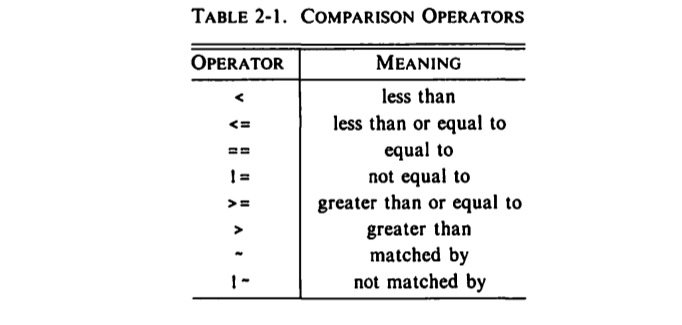 TABLE 2-1. COMPARISON OPERATORS
OPERATOR MEANING
< less than
<= less than or equal to
== equal to
!= not equal to
>= greater than or equal to
> greater than
~ matched by
!~ not matched by